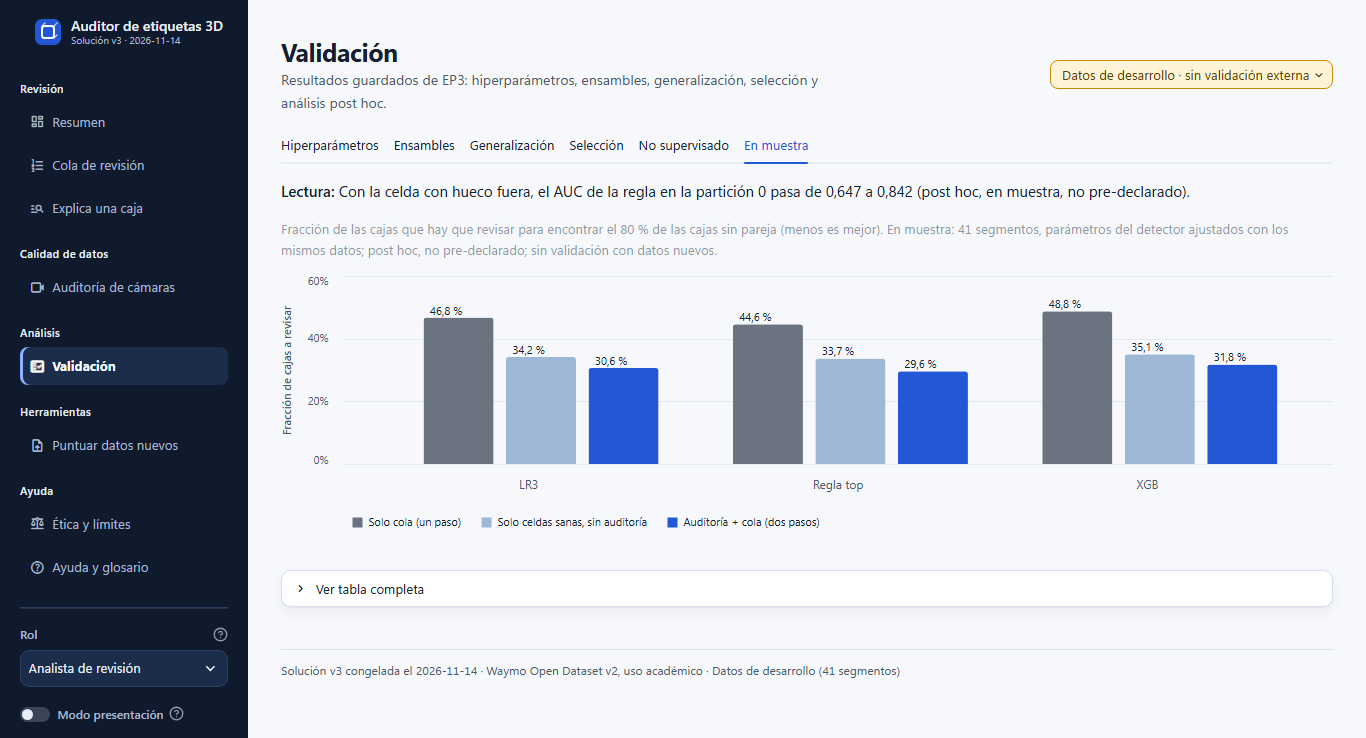 Auditor de etiquetas 3D
Solución v3 · 2026-11-14
Revisión
Resumen
Cola de revisión
Explica una caja
Calidad de datos
Auditoría de cámaras
Análisis
Validación
Herramientas
Puntuar datos nuevos
Ayuda
Ética y límites
Ayuda y glosario
Rol
Analista de revisión
Modo presentación
Validación
Resultados guardados de EP3: hiperparámetros, ensambles, generalización, selección y
análisis post hoc.
Datos de desarrollo · sin validación externa
Hiperparámetros Ensambles Generalización Selección No supervisado En muestra
Lectura: Con la celda con hueco fuera, el AUC de la regla en la partición 0 pasa de 0,647 a 0,842 (post hoc, en muestra, no pre-declarado).
Fracción de las cajas que hay que revisar para encontrar el 80 % de las cajas sin pareja (menos es mejor). En muestra: 41 segmentos, parámetros del detector ajustados con los
mismos datos; post hoc, no pre-declarado; sin validación con datos nuevos.
Fracción de cajas a revisar
60%
40%
20%
0%
46,8 % 34,2 % 30,6 %
44,6 % 33,7 % 29,6 %
48,8 % 35,1 % 31,8 %
LR3 Regla top XGB
Solo cola (un paso) Solo celdas sanas, sin auditoría Auditoría + cola (dos pasos)
Ver tabla completa
Solución v3 congelada el 2026-11-14 · Waymo Open Dataset v2, uso académico · Datos de desarrollo (41 segmentos)